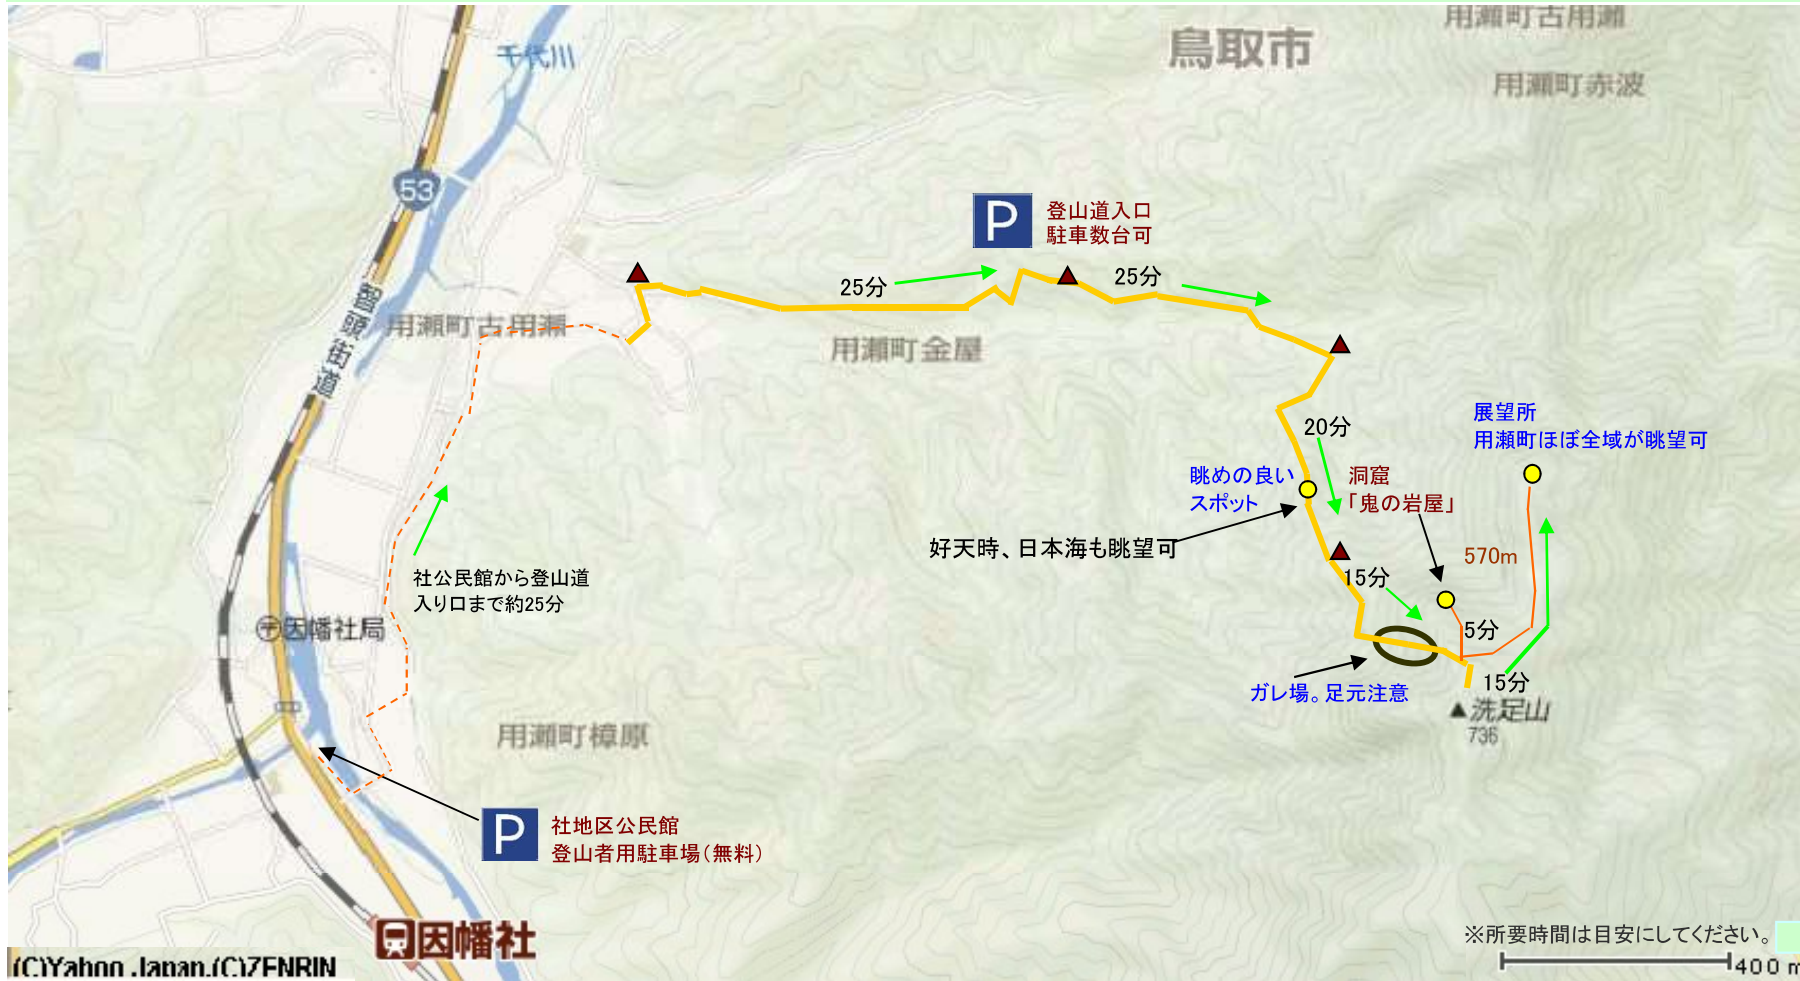 用瀬町古用瀬
鳥取市
千代川
用瀬町赤波
53
P
登山道入口
駐車数台可
25分
25分
智頭街道
用瀬町古用瀬
用瀬町金屋
展望所
用瀬町ほぼ全域が眺望可
20分
眺めの良い
スポット
洞窟
「鬼の岩屋」
好天時、日本海も眺望可
570m
社公民館から登山道
入り口まで約25分
15分
〒因幡社局
5分
15分
ガレ場。足元注意
▲洗足山
736
用瀬町樟原
P
社地区公民館
登山者用駐車場(無料)
因幡社
※所要時間は目安にしてください。
400 m
(C)Yahoo Japan,(C)ZENRIN